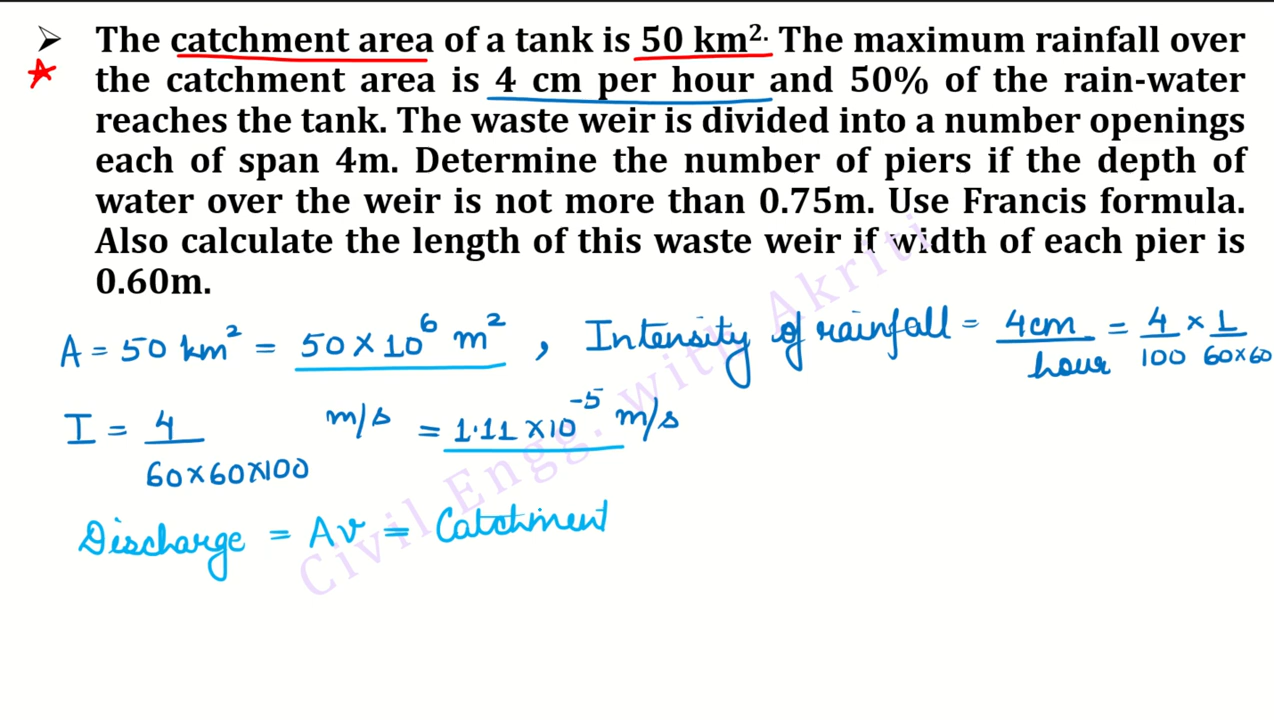 ➢ The catchment area of a tank is 50 km². The maximum rainfall over
the catchment area is 4 cm per hour and 50% of the rain-water
reaches the tank. The waste weir is divided into a number openings
each of span 4m. Determine the number of piers if the depth of
water over the weir is not more than 0.75m. Use Francis formula.
Also calculate the length of this waste weir if width of each pier is
0.60m.
A = 50 km² = 50 × 10⁶ m² , Intensity of rainfall = 4cm/hour = 4/100 × 1/60×60
I = 4/60×60×100 m/s = 1.11 × 10⁻⁵ m/s
Discharge = Av = Catchment
Civil Engg. with Akriti